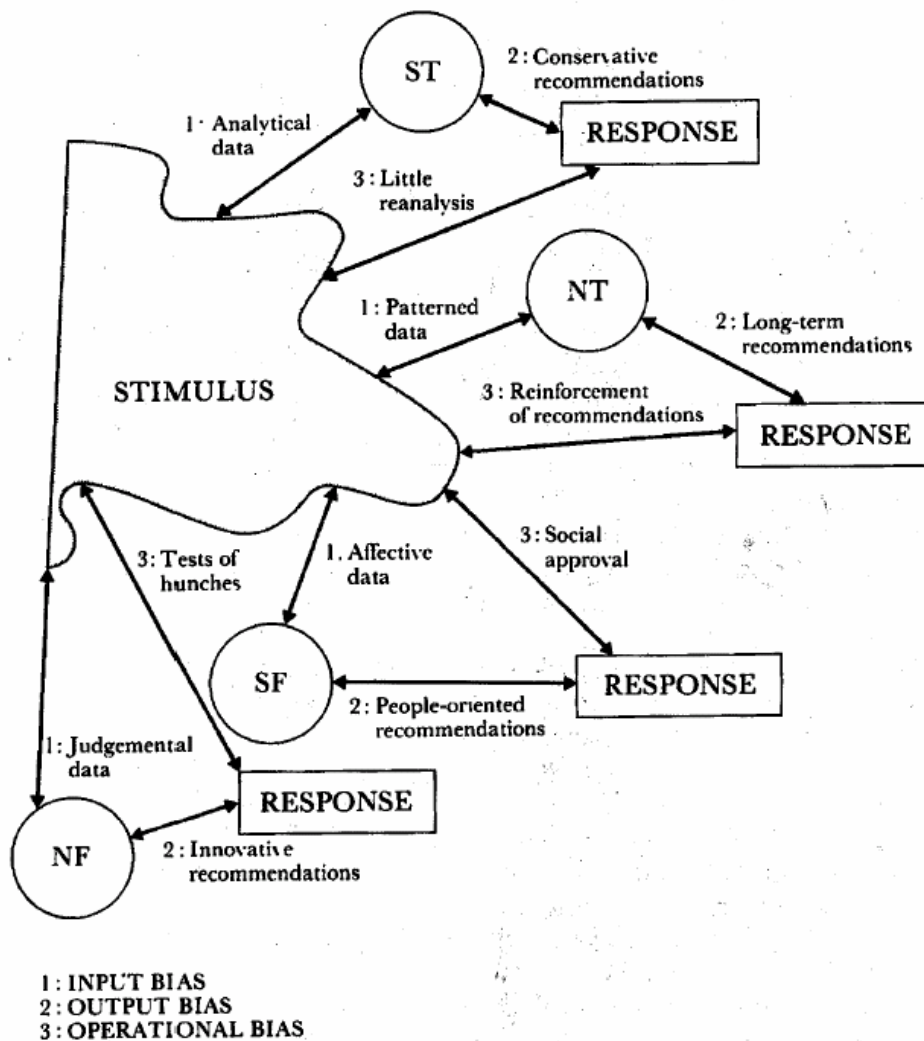 ST
2: Conservative
recommendations
RESPONSE
1. Analytical
data
3: Little
reanalysis
NT
1: Patterned
data
2: Long-term
recommendations
STIMULUS
3: Reinforcement
of recommendations
RESPONSE
3: Tests of
hunches
1. Affective
data
3: Social
approval
SF
2: People-oriented
recommendations
RESPONSE
1: Judgemental
data
RESPONSE
NF
2: Innovative
recommendations
1: INPUT BIAS
2: OUTPUT BIAS
3: OPERATIONAL BIAS